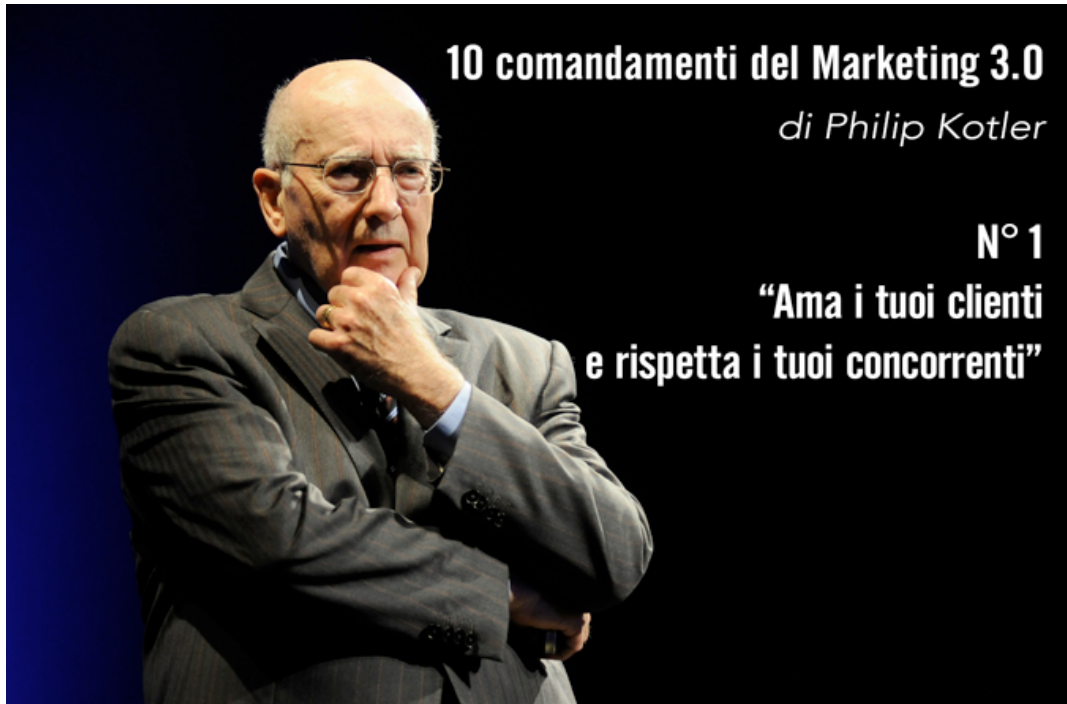 10 comandamenti del Marketing 3.0
di Philip Kotler
N° 1
“Ama i tuoi clienti
e rispetta i tuoi concorrenti”